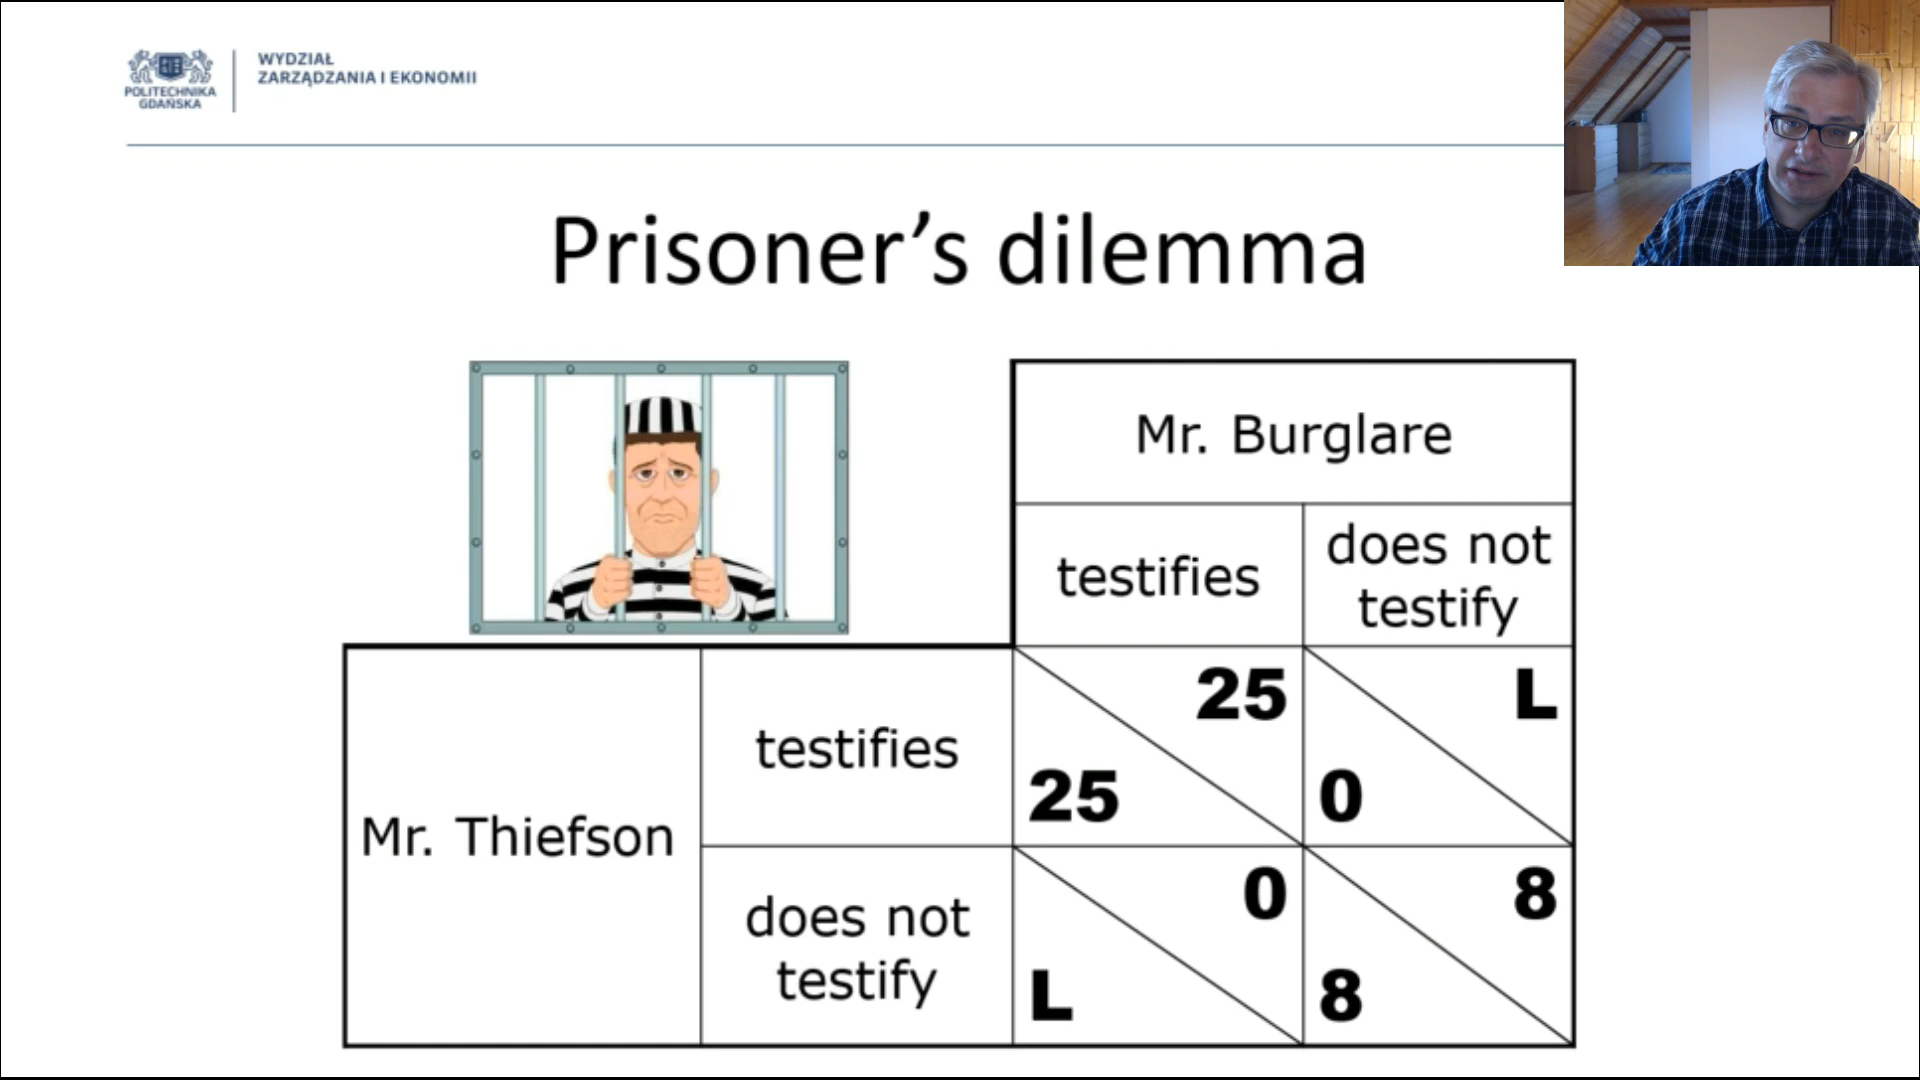 POLITECHNIKA
GDAŃSKA
WYDZIAŁ
ZARZĄDZANIA I EKONOMII
Prisoner’s dilemma
Mr. Burglare
testifies
does not
testify
Mr. Thiefson
testifies
25
25
L
0
does not
testify
0
L
8
8